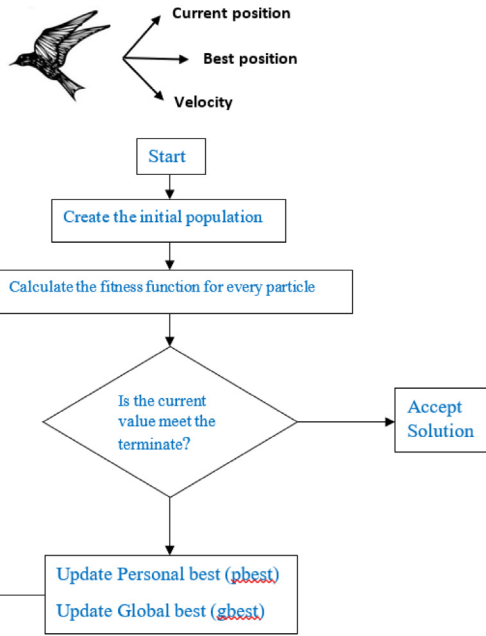 Current position
Best position
Velocity
Start
Create the initial population
Calculate the fitness function for every particle
Is the current
value meet the
terminate?
Accept
Solution
Update Personal best (pbest)
Update Global best (gbest)